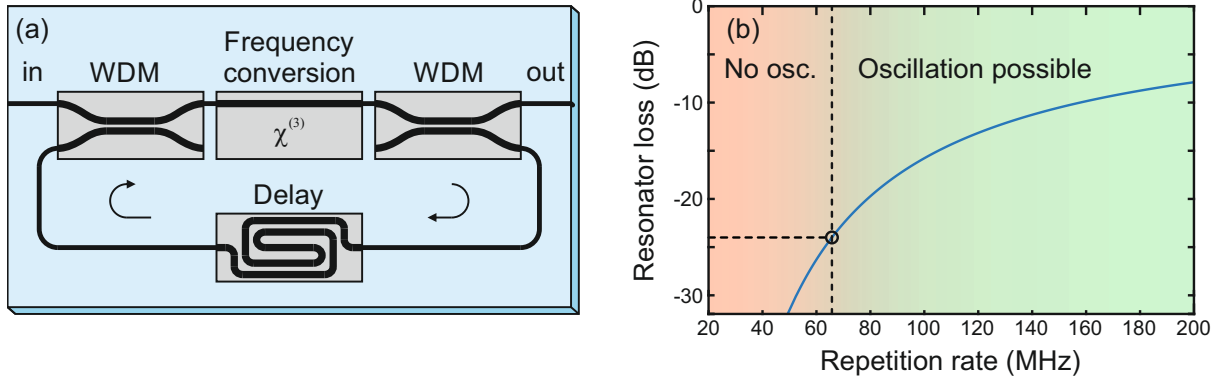 (a)
in
WDM
Frequency
conversion
WDM
out
χ(3)
Delay
(b)
No osc.
Oscillation possible
Resonator loss (dB)
0
-10
-20
-30
20
40
60
80
100
120
140
160
180
200
Repetition rate (MHz)